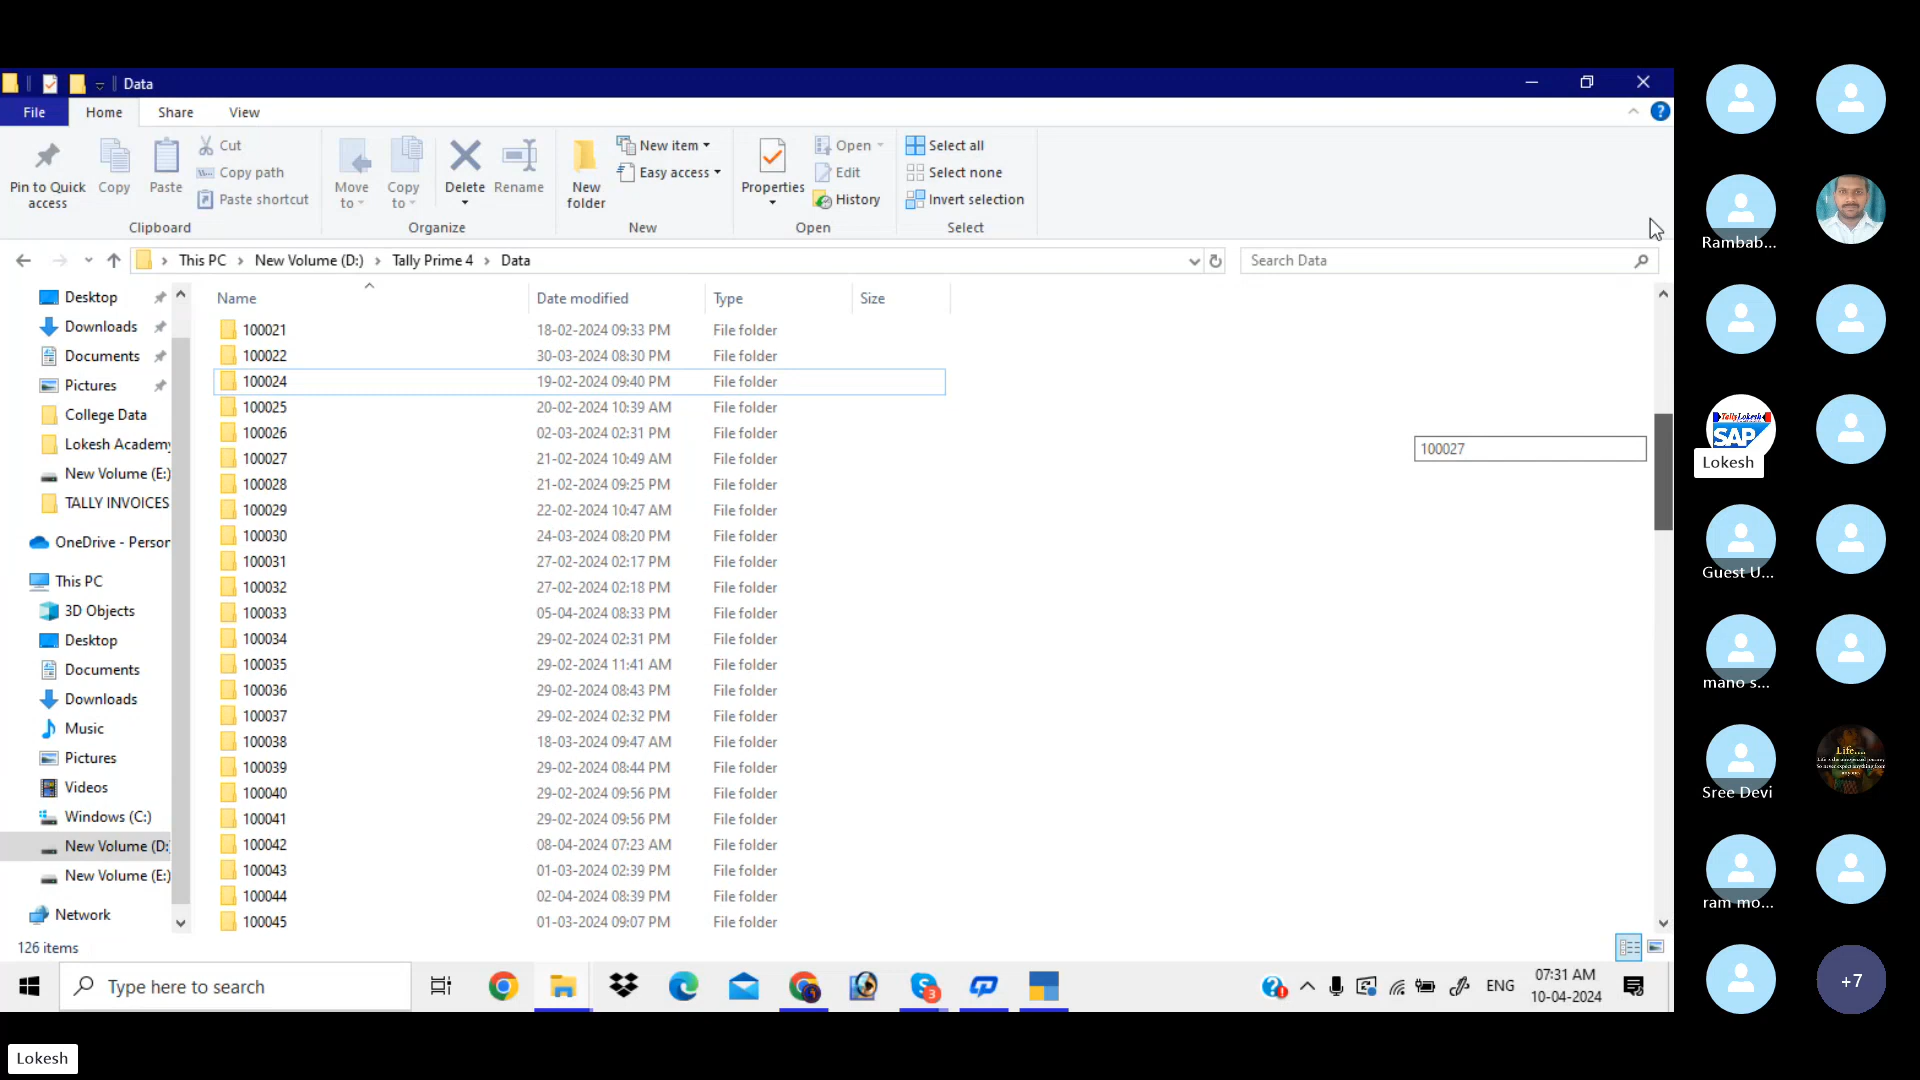 Data
File
Home
Share
View
Pin to Quick access
Copy
Paste
Cut
Copy path
Paste shortcut
Clipboard
Move to
Copy to
Delete
Rename
Organize
New folder
New item
Easy access
New
Properties
Open
Edit
History
Open
Select all
Select none
Invert selection
Select
This PC > New Volume (D:) > Tally Prime 4 > Data
Search Data
Desktop
Downloads
Documents
Pictures
College Data
Lokesh Academy
New Volume (E:)
TALLY INVOICES
OneDrive - Person
This PC
3D Objects
Desktop
Documents
Downloads
Music
Pictures
Videos
Windows (C:)
New Volume (D:)
New Volume (E:)
Network
Name Date modified Type Size
100021 18-02-2024 09:33 PM File folder
100022 30-03-2024 08:30 PM File folder
100024 19-02-2024 09:40 PM File folder
100025 20-02-2024 10:39 AM File folder
100026 02-03-2024 02:31 PM File folder
100027 21-02-2024 10:49 AM File folder
100028 21-02-2024 09:25 PM File folder
100029 22-02-2024 10:47 AM File folder
100030 24-03-2024 08:20 PM File folder
100031 27-02-2024 02:17 PM File folder
100032 27-02-2024 02:18 PM File folder
100033 05-04-2024 08:33 PM File folder
100034 29-02-2024 02:31 PM File folder
100035 29-02-2024 11:41 AM File folder
100036 29-02-2024 08:43 PM File folder
100037 29-02-2024 02:32 PM File folder
100038 18-03-2024 09:47 AM File folder
100039 29-02-2024 08:44 PM File folder
100040 29-02-2024 09:56 PM File folder
100041 29-02-2024 09:56 PM File folder
100042 08-04-2024 07:23 AM File folder
100043 01-03-2024 02:39 PM File folder
100044 02-04-2024 08:39 PM File folder
100045 01-03-2024 09:07 PM File folder
100027
126 items
Type here to search
3
ENG
07:31 AM
10-04-2024
Rambab...
TallyLokesh
SAP
Lokesh
Guest U...
mano s...
Life....
Sree Devi
ram mo...
+7
Lokesh